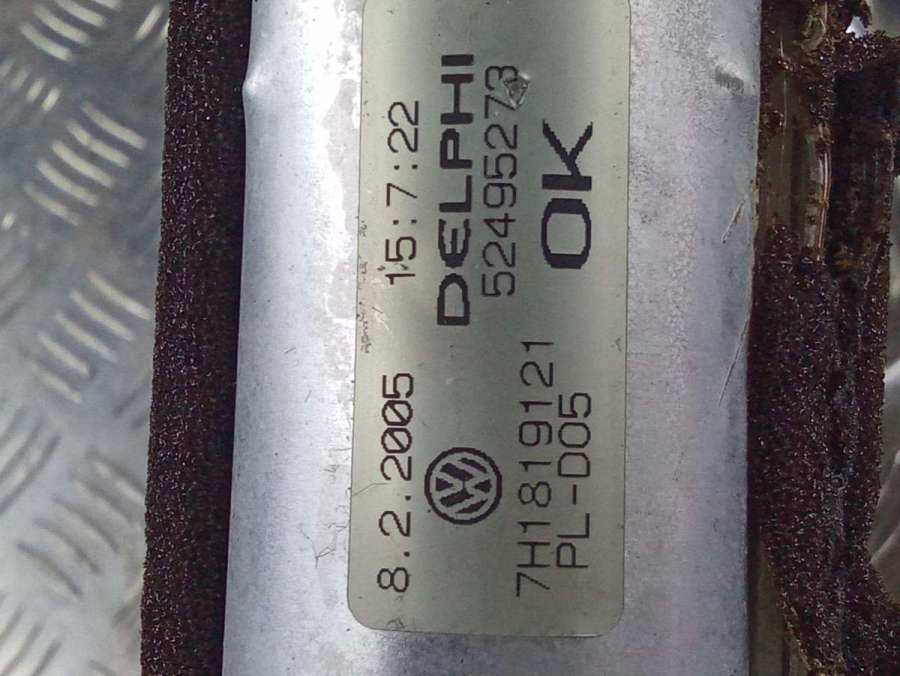 8.2.2005 15:7:22
DELPHI
52495273
OK
7H1819121
PL-D05